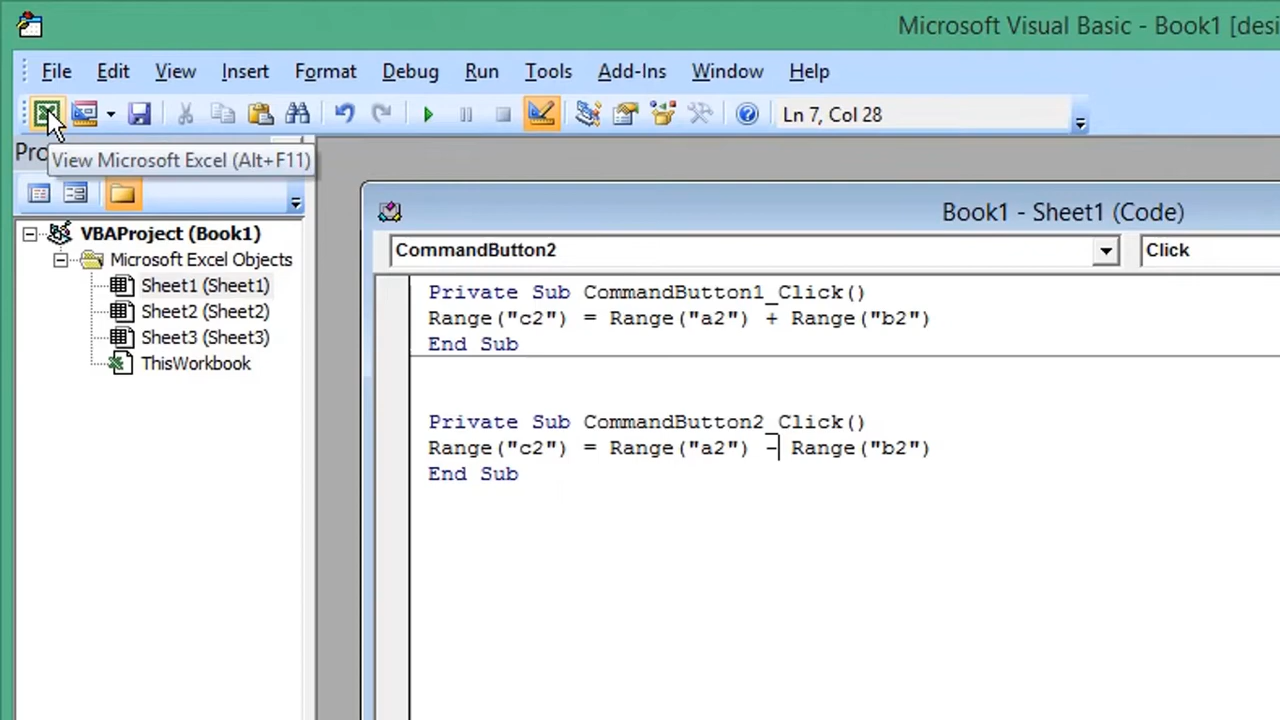 Microsoft Visual Basic - Book1 [desi
File Edit View Insert Format Debug Run Tools Add-Ins Window Help
Ln 7, Col 28
Pro
View Microsoft Excel (Alt+F11)
Book1 - Sheet1 (Code)
VBAProject (Book1)
CommandButton2 Click
Microsoft Excel Objects
Sheet1 (Sheet1)
Sheet2 (Sheet2)
Sheet3 (Sheet3)
ThisWorkbook
Private Sub CommandButton1_Click()
Range("c2") = Range("a2") + Range("b2")
End Sub
Private Sub CommandButton2_Click()
Range("c2") = Range("a2") - Range("b2")
End Sub